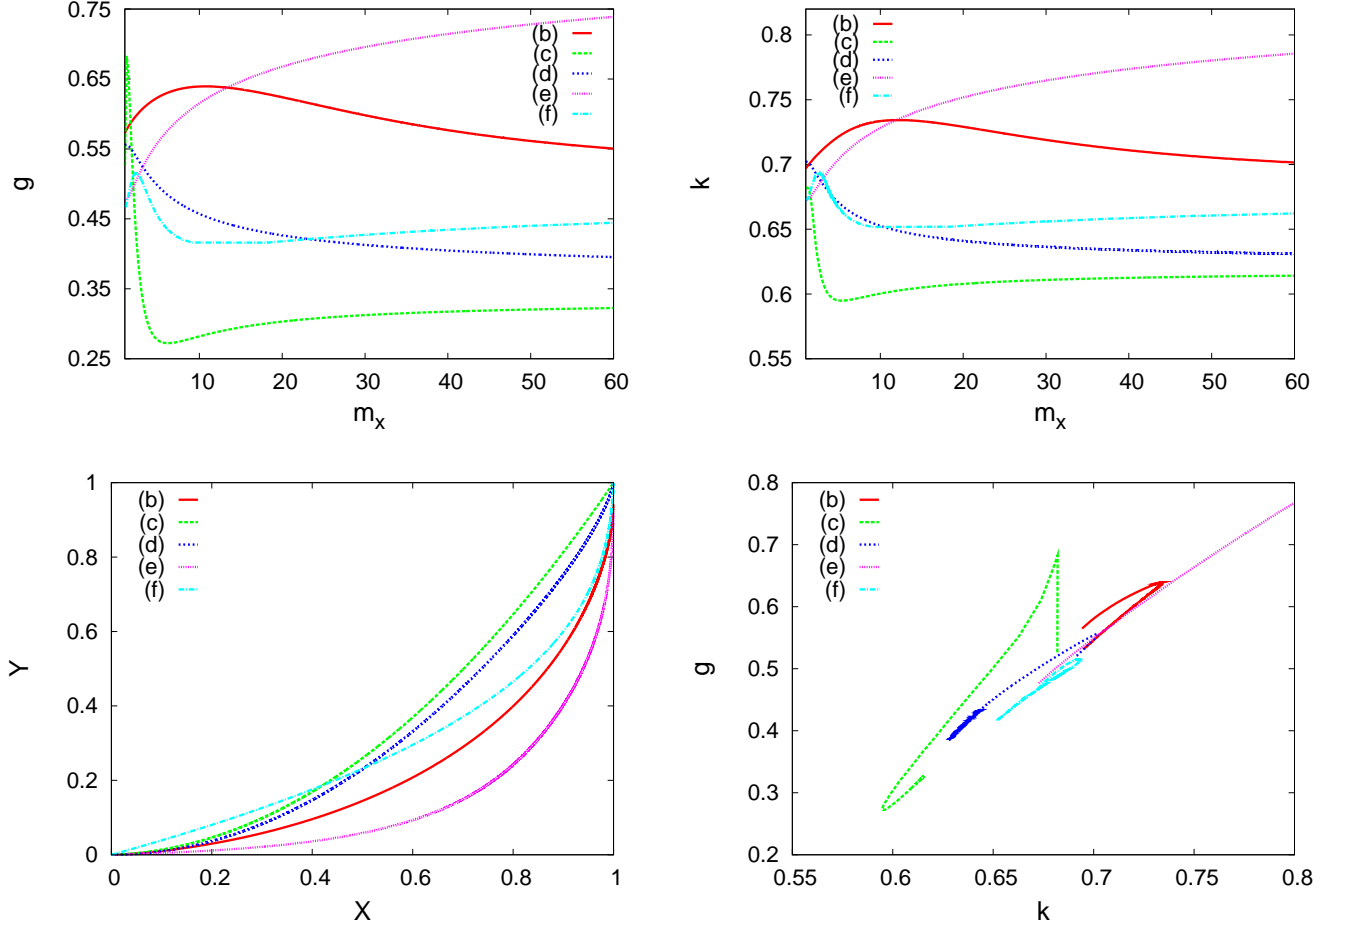 0.75
0.65
0.55
0.45
0.35
0.25
g
10 20 30 40 50 60
m_x
(b)
(c)
(d)
(e)
(f)
0.8
0.75
0.7
0.65
0.6
0.55
k
10 20 30 40 50 60
m_x
(b)
(c)
(d)
(e)
(f)
1
0.8
0.6
0.4
0.2
0
Y
0 0.2 0.4 0.6 0.8 1
X
(b)
(c)
(d)
(e)
(f)
0.8
0.7
0.6
0.5
0.4
0.3
0.2
g
0.55 0.6 0.65 0.7 0.75 0.8
k
(b)
(c)
(d)
(e)
(f)